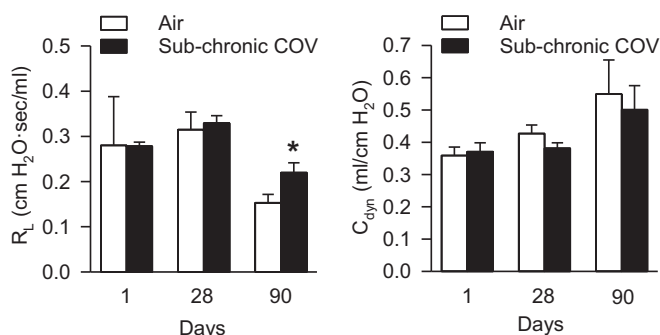 Air
Sub-chronic COV
R_L (cm H₂O·sec/ml)
0.5
0.4
0.3
0.2
0.1
0.0
*
1 28 90
Days
Air
Sub-chronic COV
C_dyn (ml/cm H₂O)
0.7
0.6
0.5
0.4
0.3
0.2
0.1
0.0
1 28 90
Days